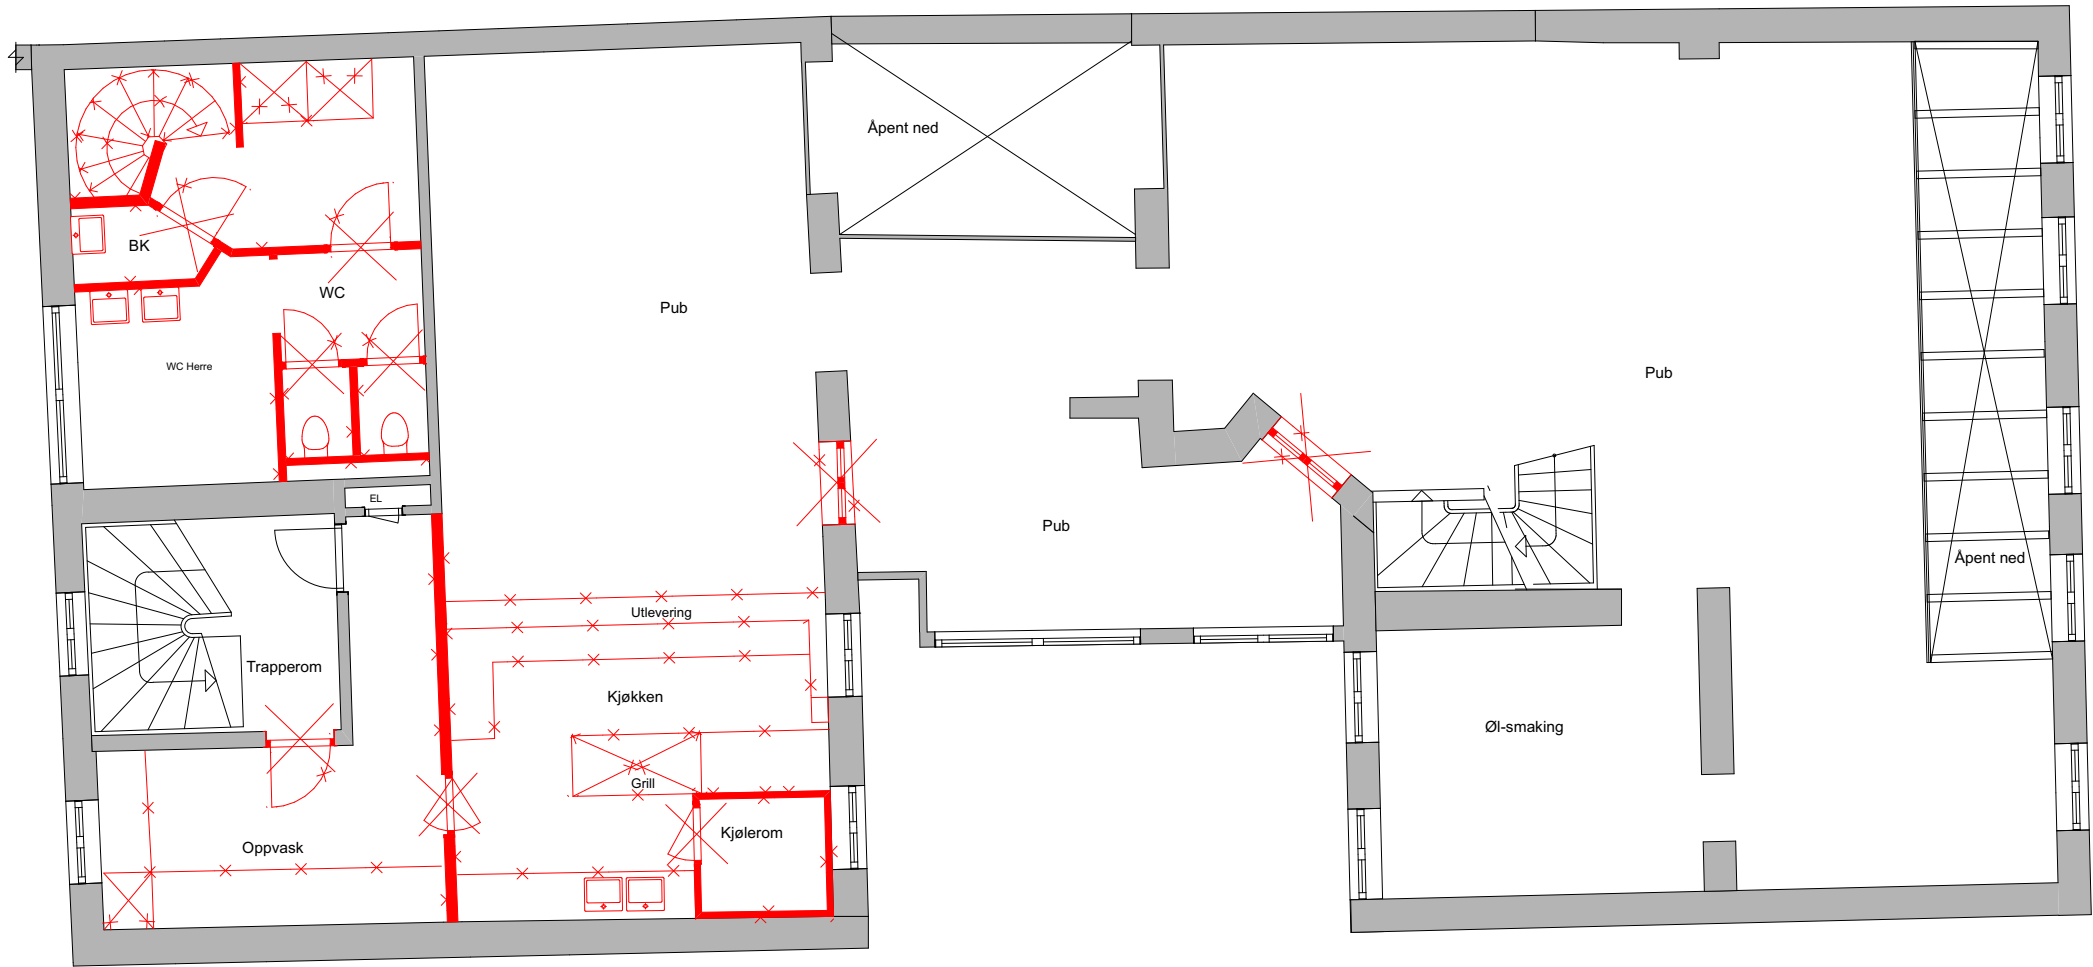 Åpent ned
BK
WC
Pub
WC Herre
Pub
EL
Pub
Åpent ned
Utlevering
Trapperom
Kjøkken
Øl-smaking
Grill
Kjølerom
Oppvask